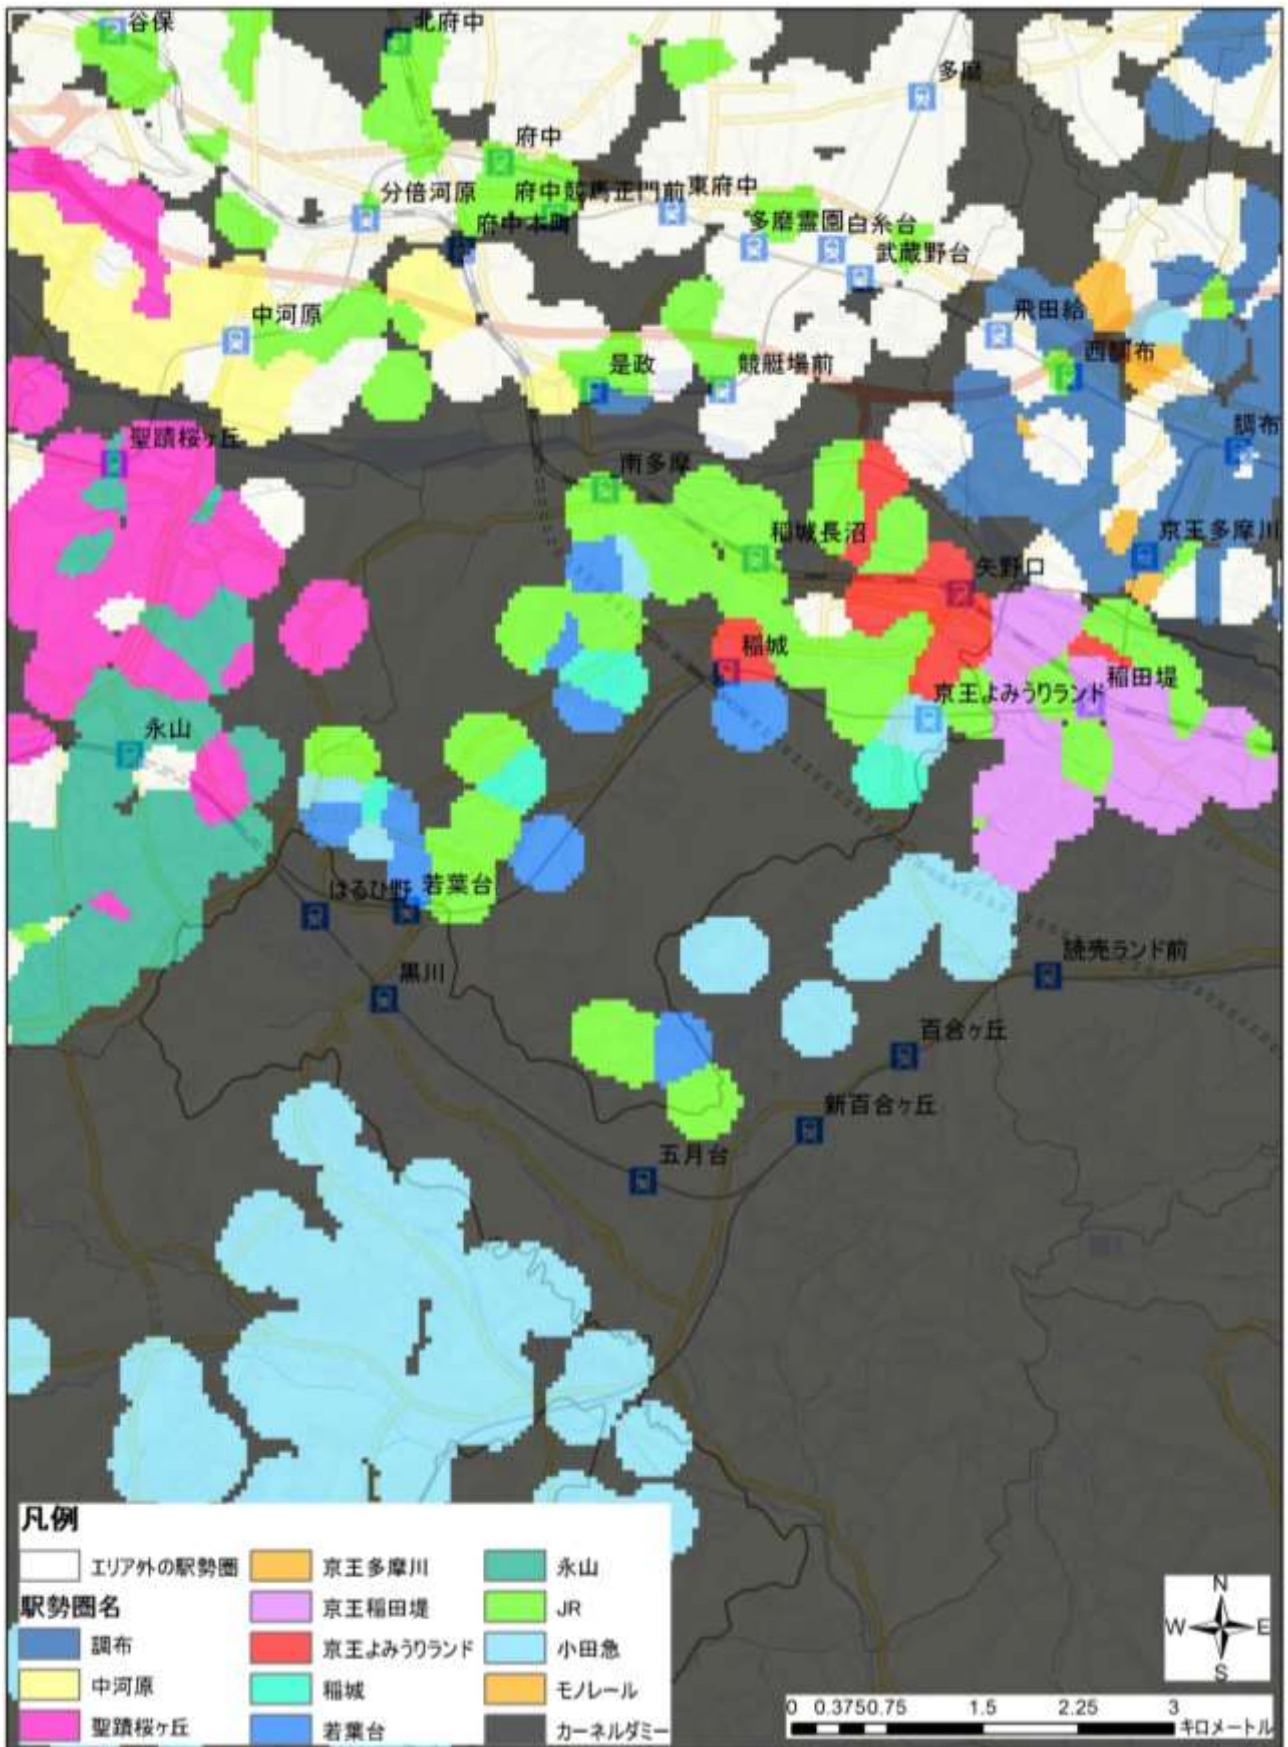 谷保
北府中
多磨
府中
分倍河原
府中競馬正門前
東府中
府中本町
多磨霊園
白糸台
武蔵野台
中河原
飛田給
是政
競艇場前
西調布
聖蹟桜ヶ丘
調布
南多摩
稲城長沼
京王多摩川
矢野口
稲城
稲田堤
京王よみうりランド
永山
はるひ野
若葉台
読売ランド前
黒川
百合ヶ丘
新百合ヶ丘
五月台
凡例
エリア外の駅勢圏
駅勢圏名
調布
中河原
聖蹟桜ヶ丘
京王多摩川
京王稲田堤
京王よみうりランド
稲城
若葉台
永山
JR
小田急
モノレール
カーネルダミー
N
W
E
S
0 0.375 0.75 1.5 2.25 3
キロメートル